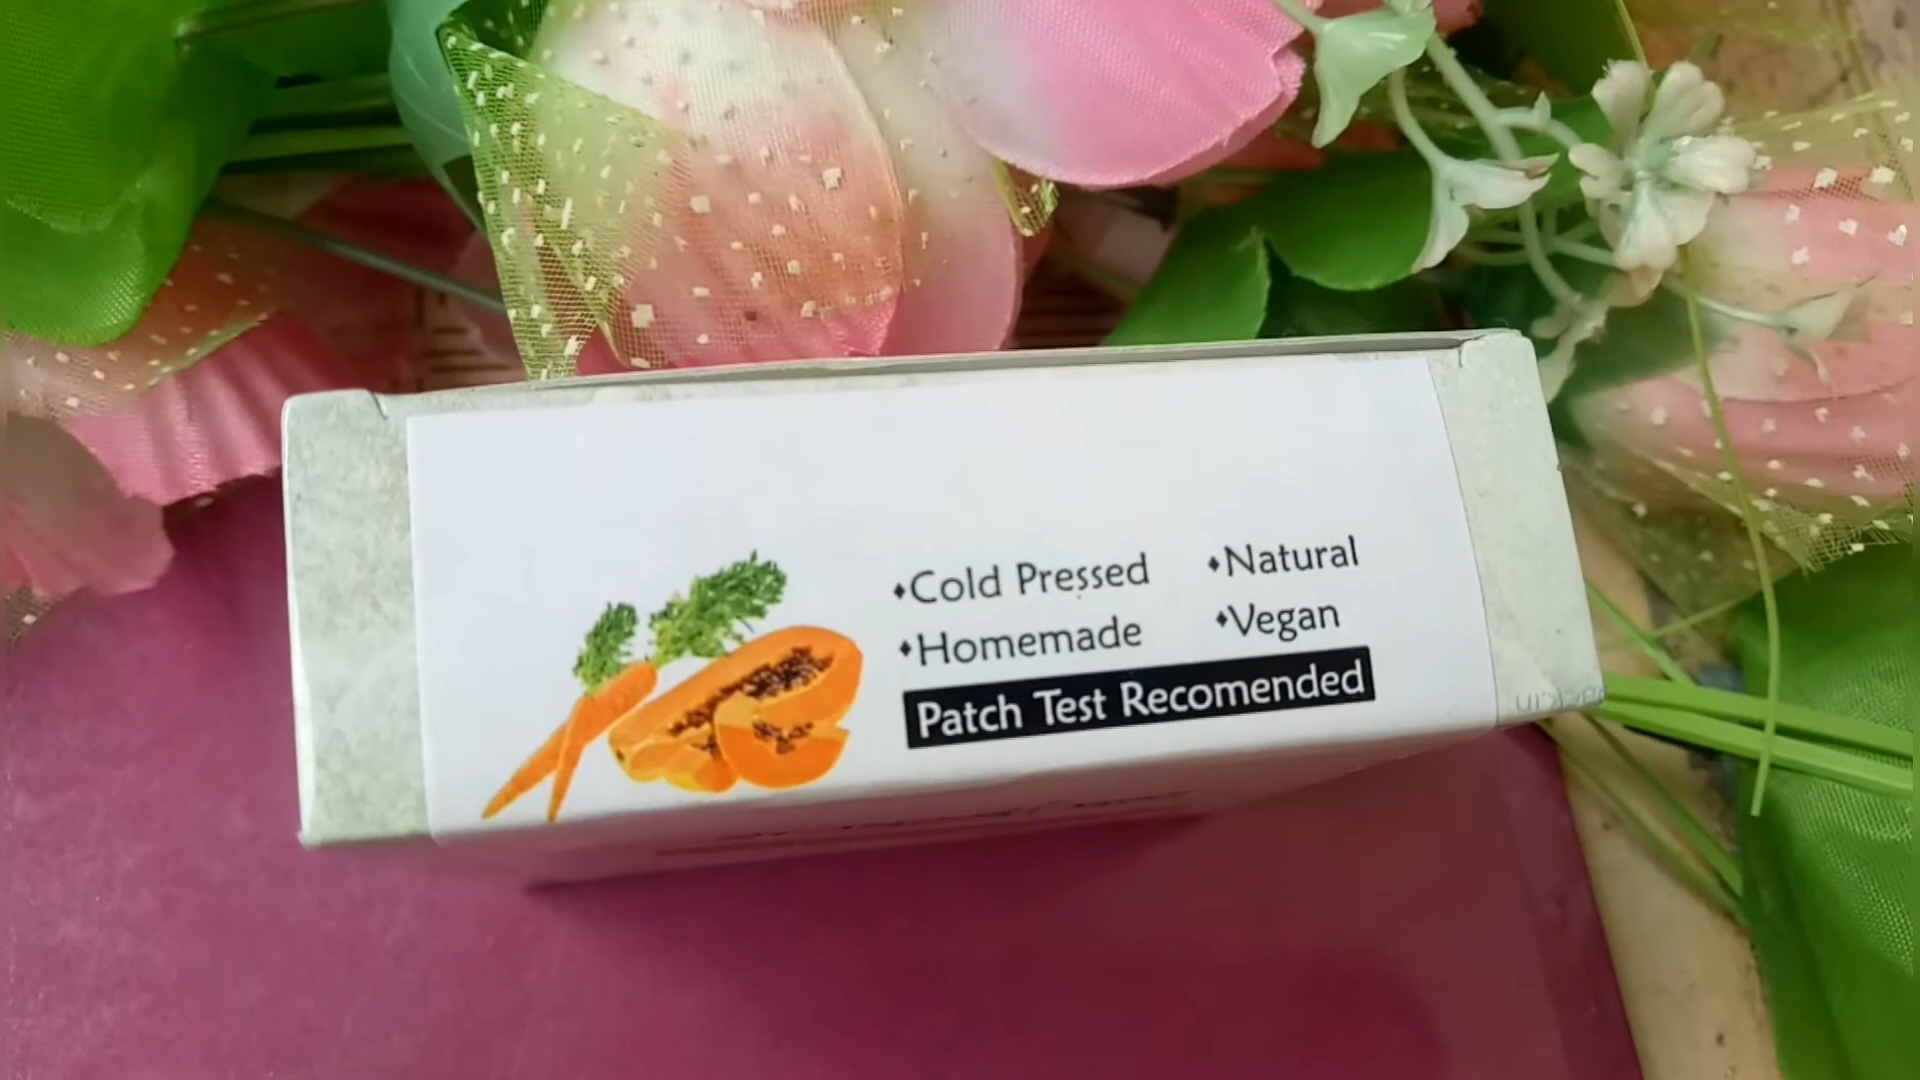 ♦Cold Pressed ♦Natural
♦Homemade ♦Vegan
Patch Test Recomended